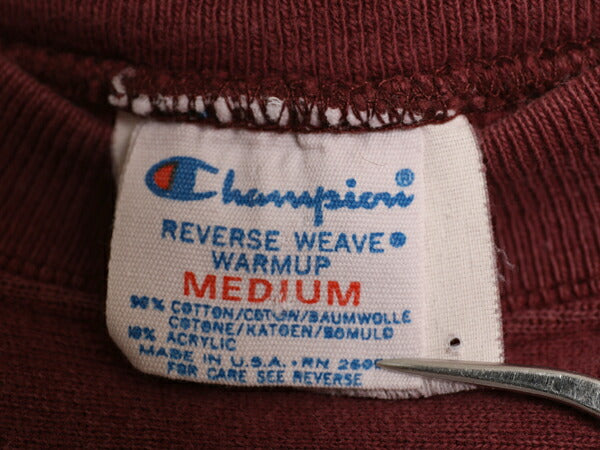 Champion®
REVERSE WEAVE®
WARMUP
MEDIUM
90% COTTON/COTON/BAUMWOLLE
COTONE/KATOEN/BOMULD
10% ACRYLIC
MADE IN U.S.A. RN
FOR CARE SEE REVERSE